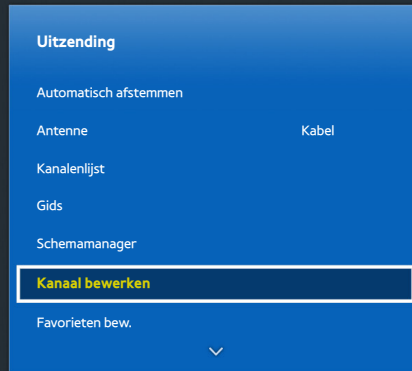 Uitzending
Automatisch afstemmen
Antenne Kabel
Kanalenlijst
Gids
Schemamanager
Kanaal bewerken
Favorieten bew.